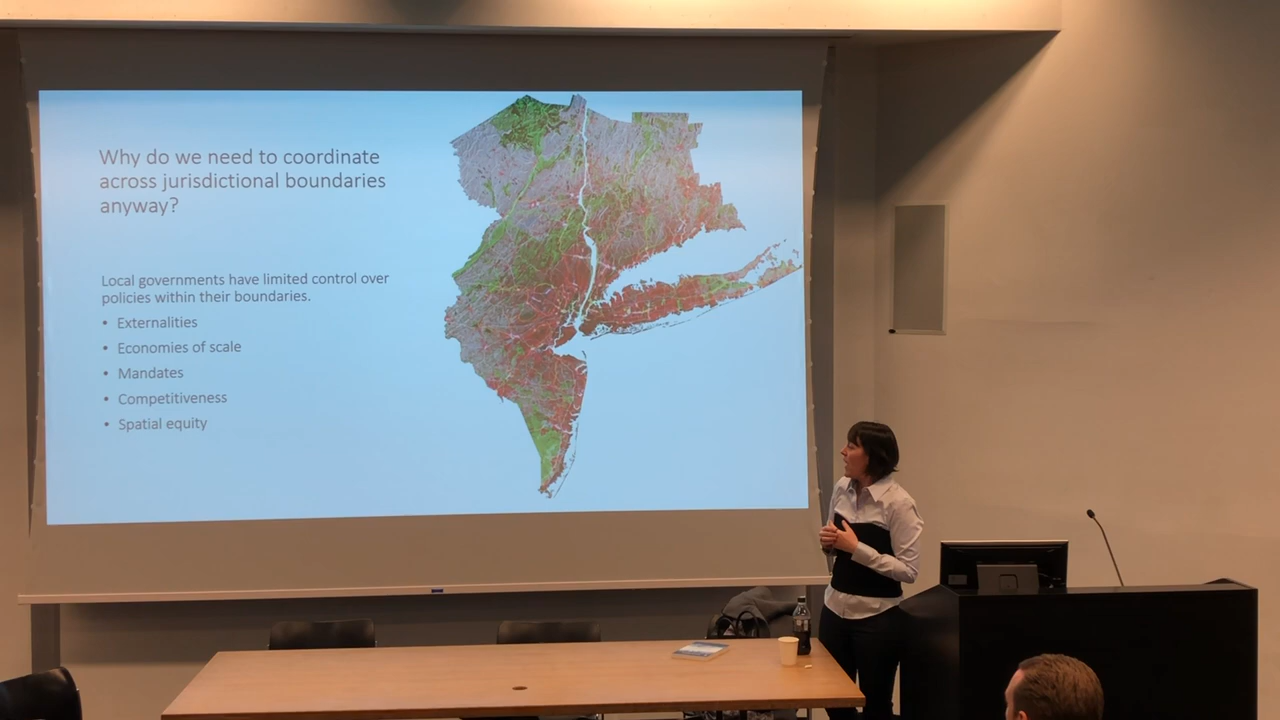 Why do we need to coordinate
across jurisdictional boundaries
anyway?
Local governments have limited control over
policies within their boundaries.
• Externalities
• Economies of scale
• Mandates
• Competitiveness
• Spatial equity